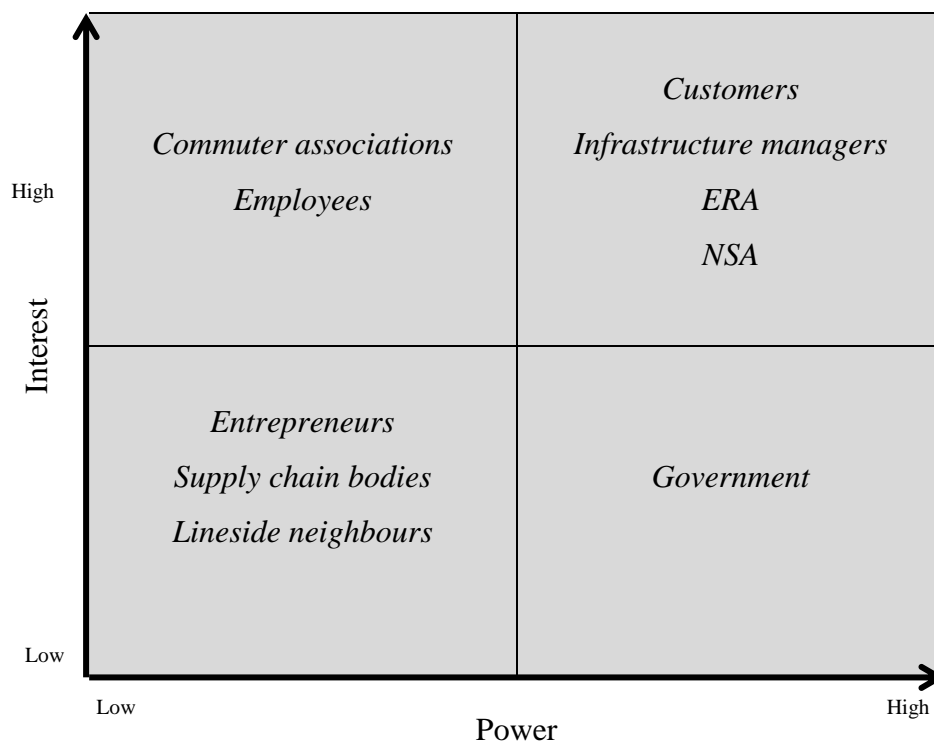 Customers
Commuter associations
Infrastructure managers
High
Employees
ERA
NSA
Interest
Entrepreneurs
Supply chain bodies
Government
Lineside neighbours
Low
Low
High
Power